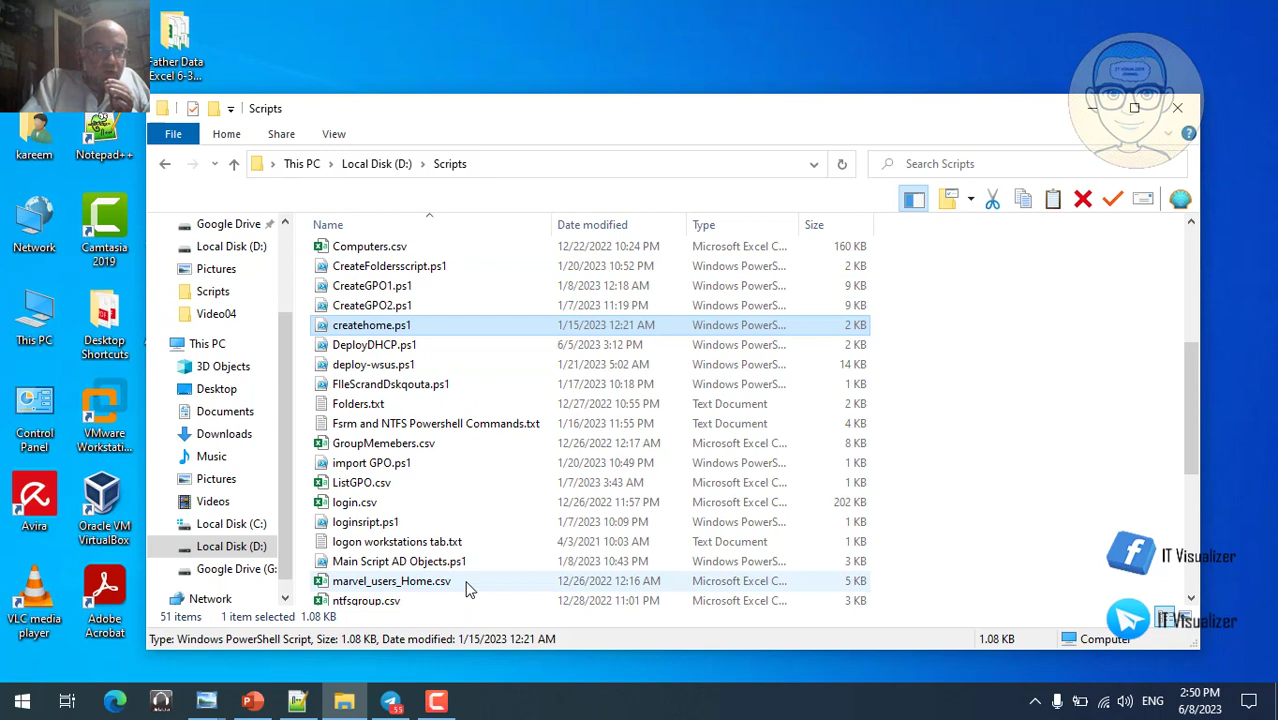 Father Data
Excel 6-3...
IT VISUALIZER
CHANNEL
Scripts
File
Home
Share
View
This PC
Local Disk (D:)
Scripts
Search Scripts
kareem
Notepad++
Network
Camtasia
2019
This PC
Desktop
Shortcuts
Control
Panel
VMware
Workstati...
Avira
Oracle VM
VirtualBox
VLC media
player
Adobe
Acrobat
Google Drive
Local Disk (D:)
Pictures
Scripts
Video04
This PC
3D Objects
Desktop
Documents
Downloads
Music
Pictures
Videos
Local Disk (C:)
Local Disk (D:)
Google Drive (G:
Network
Name Date modified Type Size
Computers.csv 12/22/2022 10:24 PM Microsoft Excel C... 160 KB
CreateFoldersscript.ps1 1/20/2023 10:52 PM Windows PowerS... 2 KB
CreateGPO1.ps1 1/8/2023 12:18 AM Windows PowerS... 9 KB
CreateGPO2.ps1 1/7/2023 11:19 PM Windows PowerS... 9 KB
createhome.ps1 1/15/2023 12:21 AM Windows PowerS... 2 KB
DeployDHCP.ps1 6/5/2023 3:12 PM Windows PowerS... 2 KB
deploy-wsus.ps1 1/21/2023 5:02 AM Windows PowerS... 14 KB
FIleScrandDskqouta.ps1 1/17/2023 10:18 PM Windows PowerS... 1 KB
Folders.txt 12/27/2022 10:55 PM Text Document 2 KB
Fsrm and NTFS Powershell Commands.txt 1/16/2023 11:55 PM Text Document 4 KB
GroupMemebers.csv 12/26/2022 12:17 AM Microsoft Excel C... 8 KB
import GPO.ps1 1/20/2023 10:49 PM Windows PowerS... 1 KB
ListGPO.csv 1/7/2023 3:43 AM Microsoft Excel C... 1 KB
login.csv 12/26/2022 11:57 PM Microsoft Excel C... 202 KB
loginsript.ps1 1/7/2023 10:09 PM Windows PowerS... 1 KB
logon workstations tab.txt 4/3/2021 10:03 AM Text Document 1 KB
Main Script AD Objects.ps1 1/8/2023 10:43 PM Windows PowerS... 3 KB
marvel_users_Home.csv 12/26/2022 12:16 AM Microsoft Excel C... 5 KB
ntfsgroup.csv 12/28/2022 11:01 PM Microsoft Excel C... 3 KB
51 items 1 item selected 1.08 KB
Type: Windows PowerShell Script, Size: 1.08 KB, Date modified: 1/15/2023 12:21 AM
1.08 KB
Computer
IT Visualizer
IT Visualizer
55
ENG
2:50 PM
6/8/2023